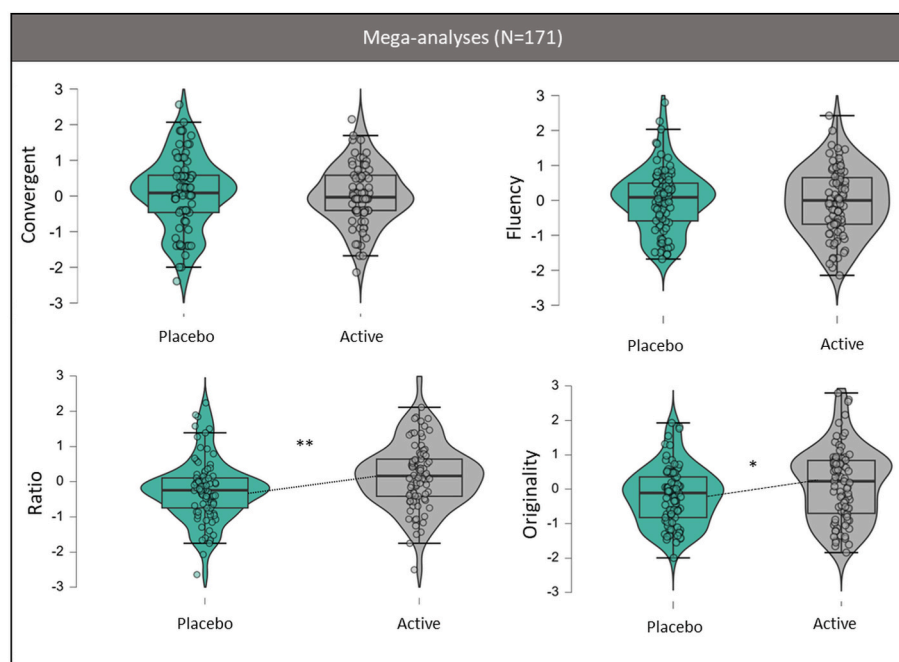 Mega-analyses (N=171)
Convergent
3
2
1
0
-1
-2
-3
Placebo
Active
Fluency
3
2
1
0
-1
-2
-3
Placebo
Active
Ratio
3
2
1
0
-1
-2
-3
**
Placebo
Active
Originality
3
2
1
0
-1
-2
-3
*
Placebo
Active